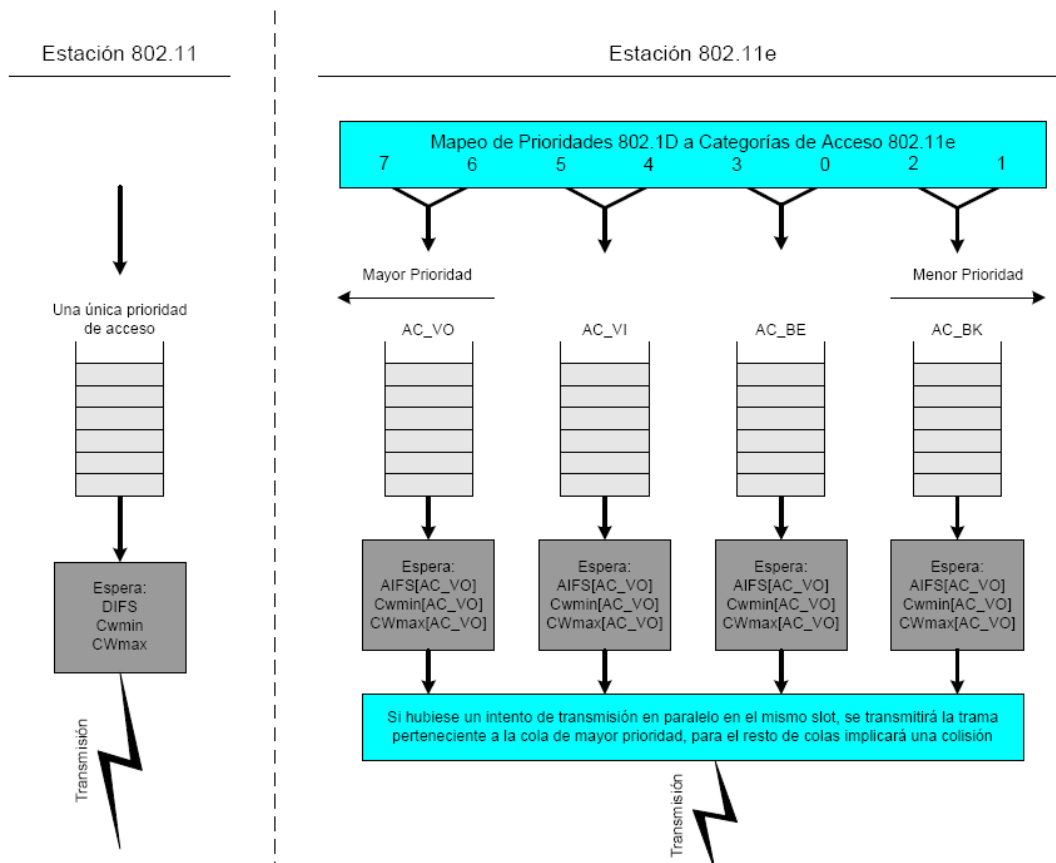 Estación 802.11
Estación 802.11e
Mapeo de Prioridades 802.1D a Categorías de Acceso 802.11e
7 6 5 4 3 0 2 1
Mayor Prioridad
Menor Prioridad
Una única prioridad
de acceso
AC_VO
AC_VI
AC_BE
AC_BK
Espera:
DIFS
Cwmin
CWmax
Espera:
AIFS[AC_VO]
Cwmin[AC_VO]
CWmax[AC_VO]
Espera:
AIFS[AC_VO]
Cwmin[AC_VO]
CWmax[AC_VO]
Espera:
AIFS[AC_VO]
Cwmin[AC_VO]
CWmax[AC_VO]
Espera:
AIFS[AC_VO]
Cwmin[AC_VO]
CWmax[AC_VO]
Si hubiese un intento de transmisión en paralelo en el mismo slot, se transmitirá la trama
perteneciente a la cola de mayor prioridad, para el resto de colas implicará una colisión
Transmisión
Transmisión